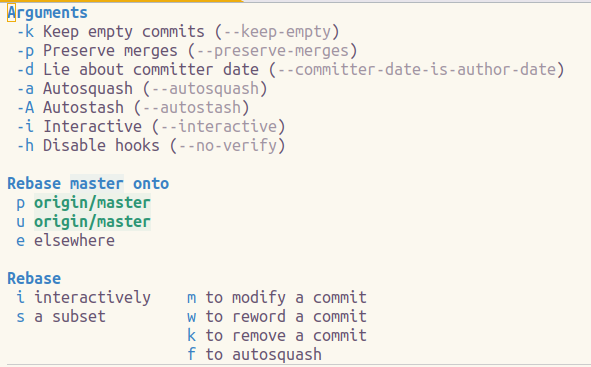 Arguments
-k Keep empty commits (--keep-empty)
-p Preserve merges (--preserve-merges)
-d Lie about committer date (--committer-date-is-author-date)
-a Autosquash (--autosquash)
-A Autostash (--autostash)
-i Interactive (--interactive)
-h Disable hooks (--no-verify)
Rebase master onto
p origin/master
u origin/master
e elsewhere
Rebase
i interactively    m to modify a commit
s a subset         w to reword a commit
                   k to remove a commit
                   f to autosquash